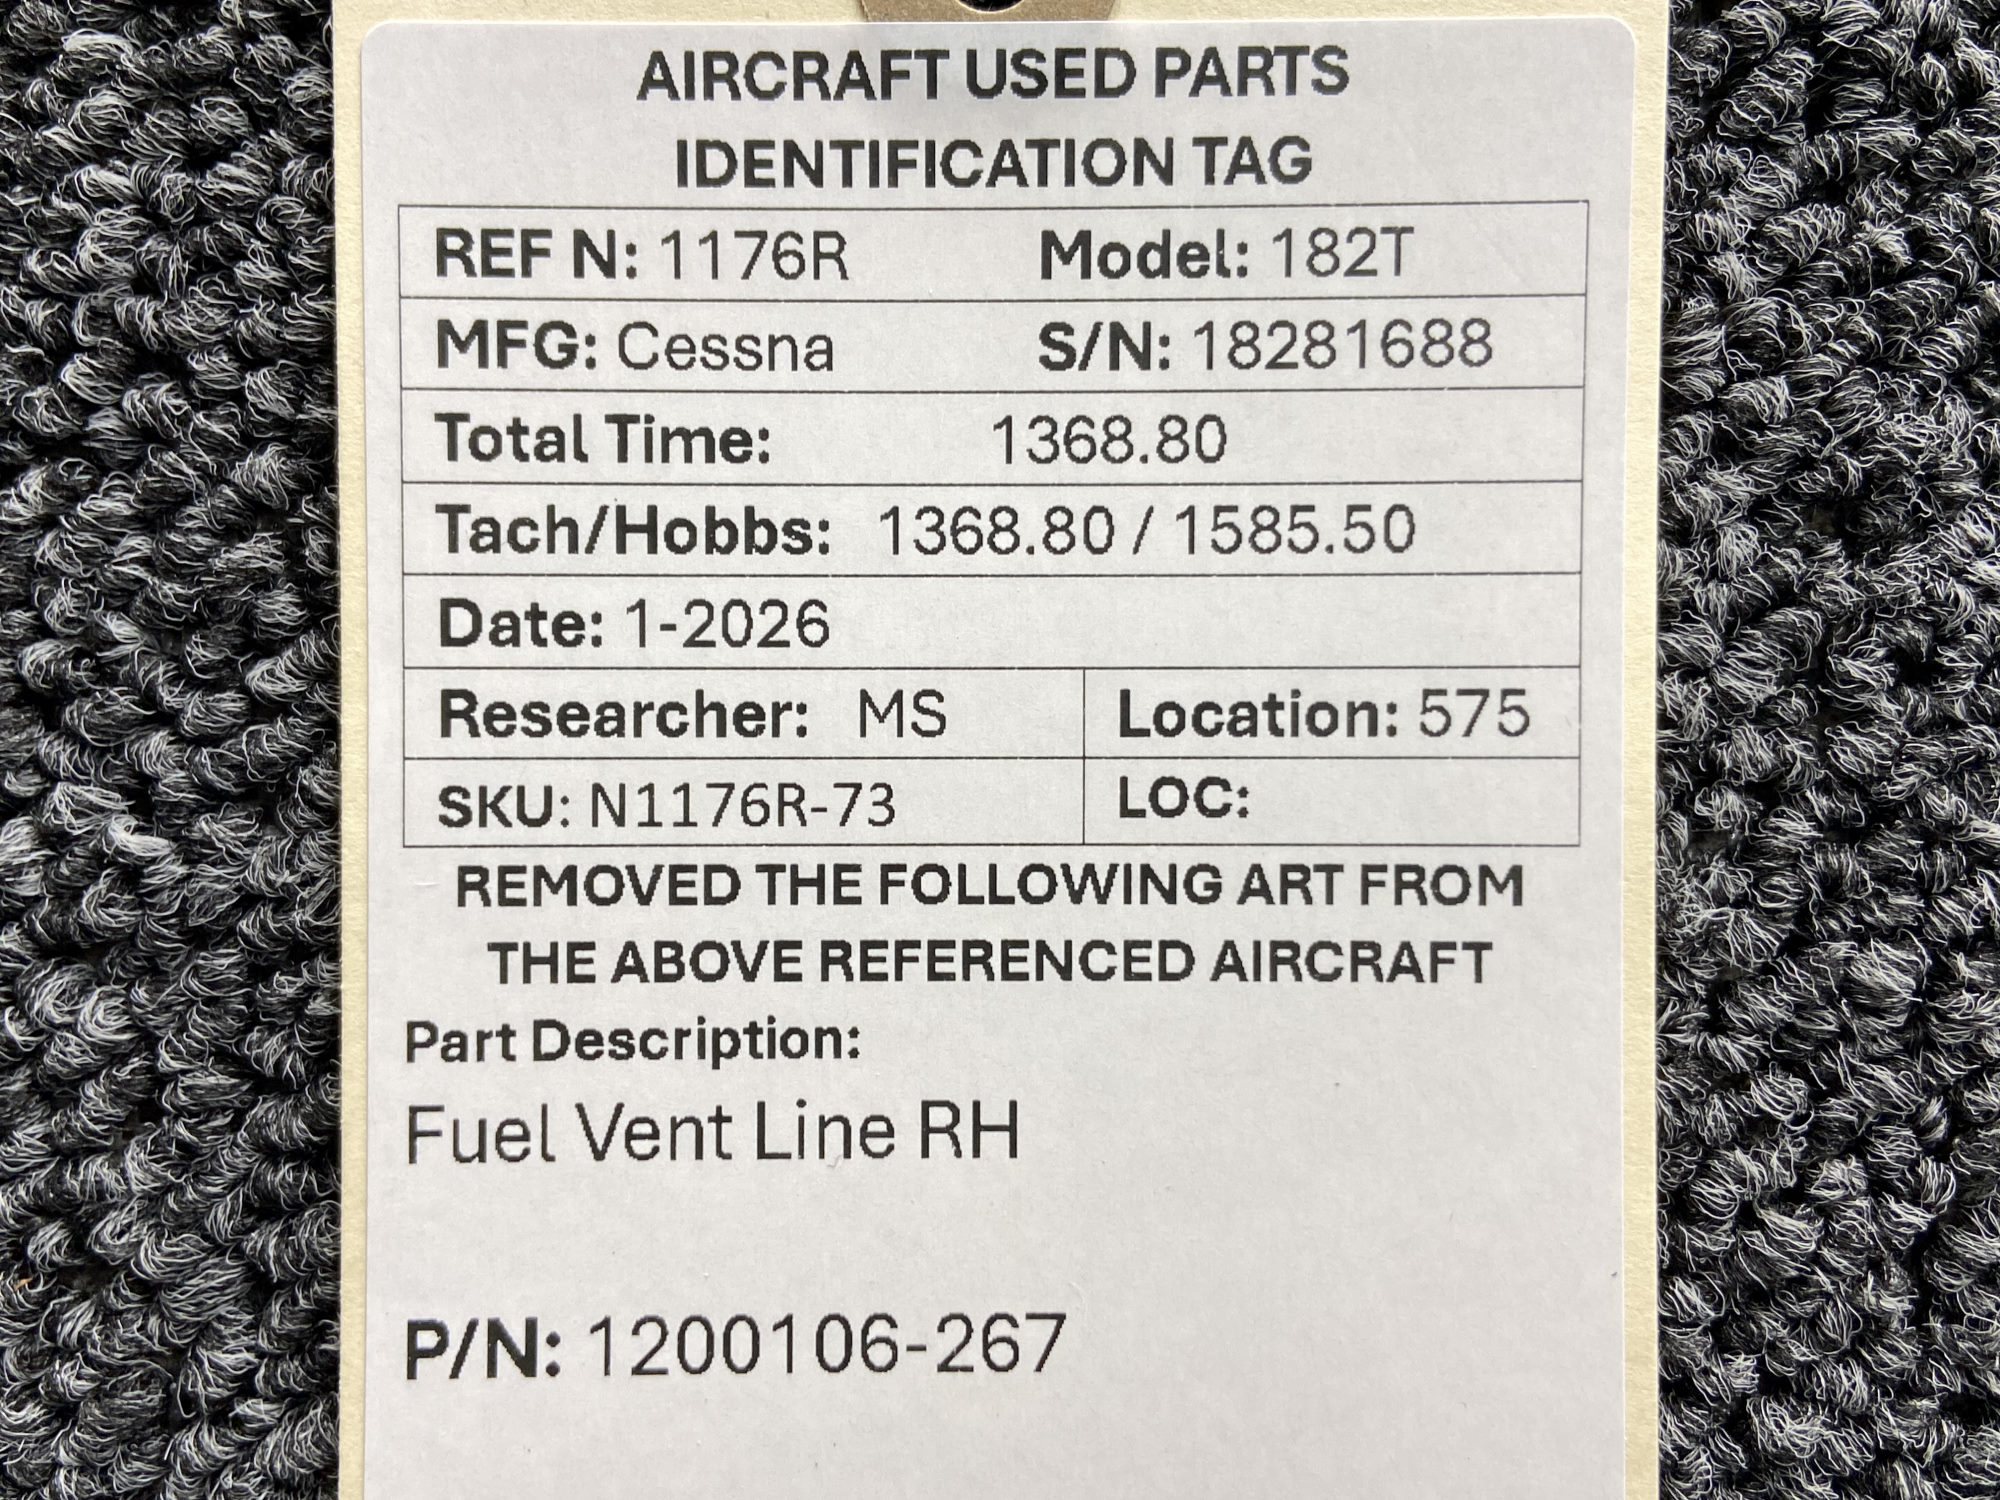 AIRCRAFT USED PARTS
IDENTIFICATION TAG
REF N: 1176R Model: 182T
MFG: Cessna S/N: 18281688
Total Time: 1368.80
Tach/Hobbs: 1368.80 / 1585.50
Date: 1-2026
Researcher: MS Location: 575
SKU: N1176R-73 LOC:
REMOVED THE FOLLOWING ART FROM
THE ABOVE REFERENCED AIRCRAFT
Part Description:
Fuel Vent Line RH
P/N: 1200106-267